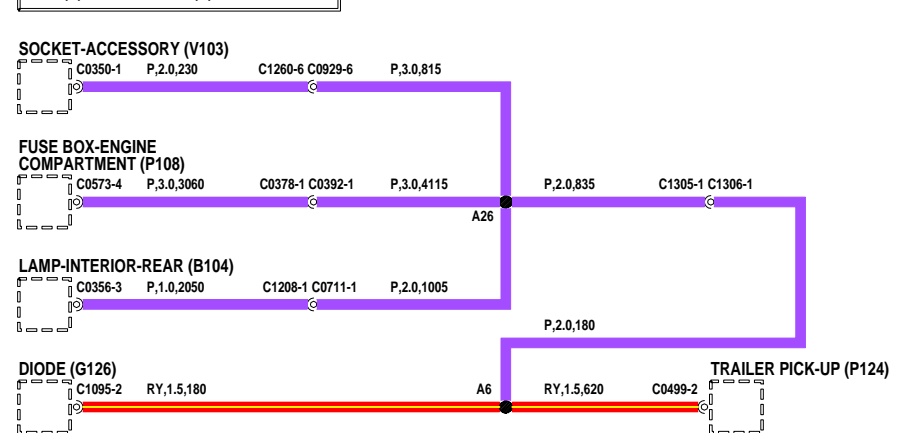 SOCKET-ACCESSORY (V103)
C0350-1 P,2.0,230 C1260-6 C0929-6 P,3.0,815
FUSE BOX-ENGINE
COMPARTMENT (P108)
C0573-4 P,3.0,3060 C0378-1 C0392-1 P,3.0,4115 P,2.0,835 C1305-1 C1306-1
A26
LAMP-INTERIOR-REAR (B104)
C0356-3 P,1.0,2050 C1208-1 C0711-1 P,2.0,1005
P,2.0,180
DIODE (G126) TRAILER PICK-UP (P124)
C1095-2 RY,1.5,180 A6 RY,1.5,620 C0499-2